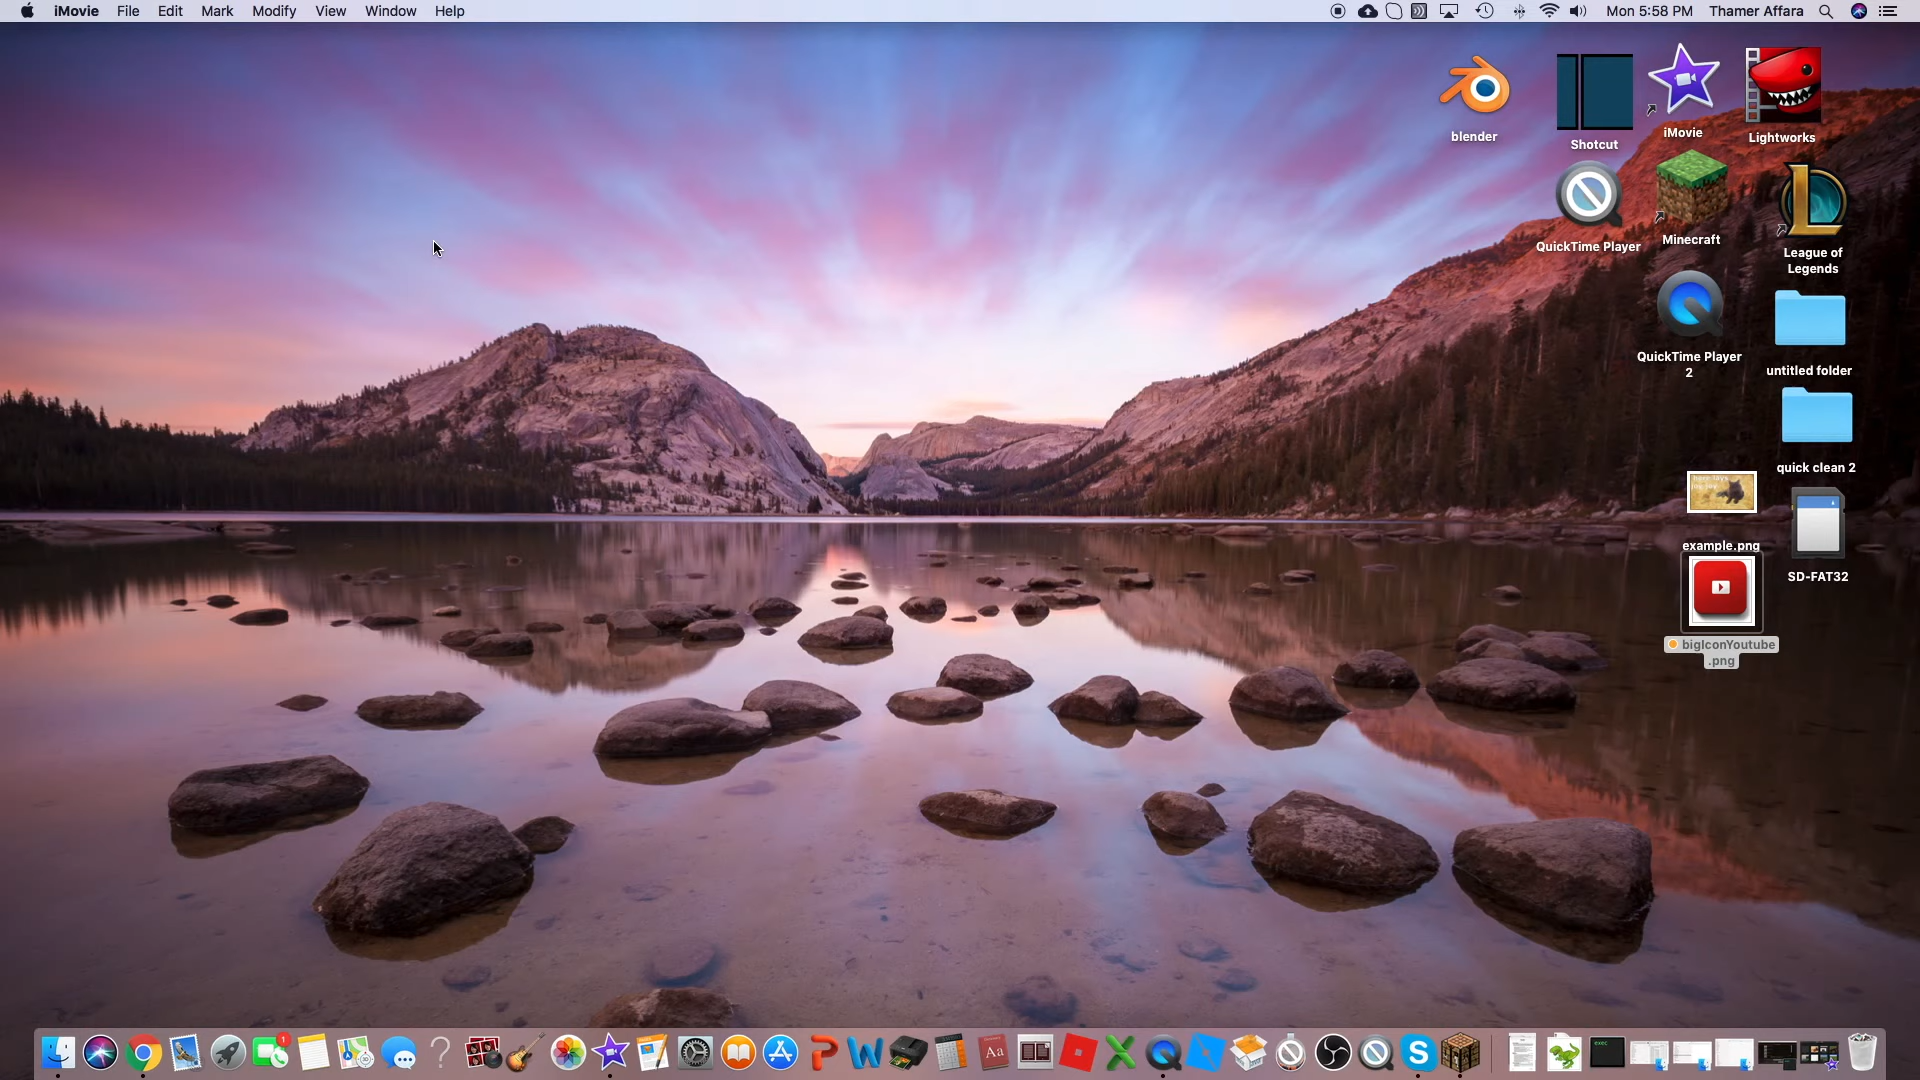 iMovie File Edit Mark Modify View Window Help
Mon 5:58 PM Thamer Affara
blender
Shotcut
iMovie
Lightworks
QuickTime Player
Minecraft
League of
Legends
QuickTime Player
2
untitled folder
quick clean 2
example.png
SD-FAT32
bigIconYoutube
.png